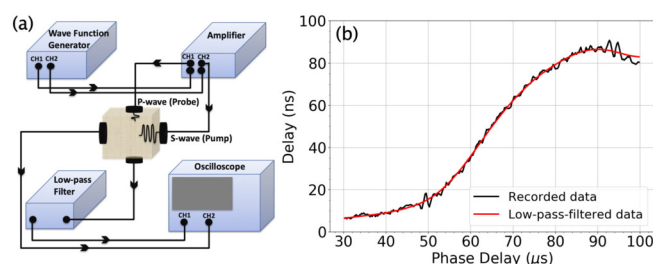 (a)
Wave Function
Generator
CH1 CH2
Amplifier
CH1 CH2
P-wave (Probe)
S-wave (Pump)
Low-pass
Filter
Oscilloscope
CH1 CH2
(b)
Delay (ns)
100
80
60
40
20
0
Recorded data
Low-pass-filtered data
30 40 50 60 70 80 90 100
Phase Delay (μs)